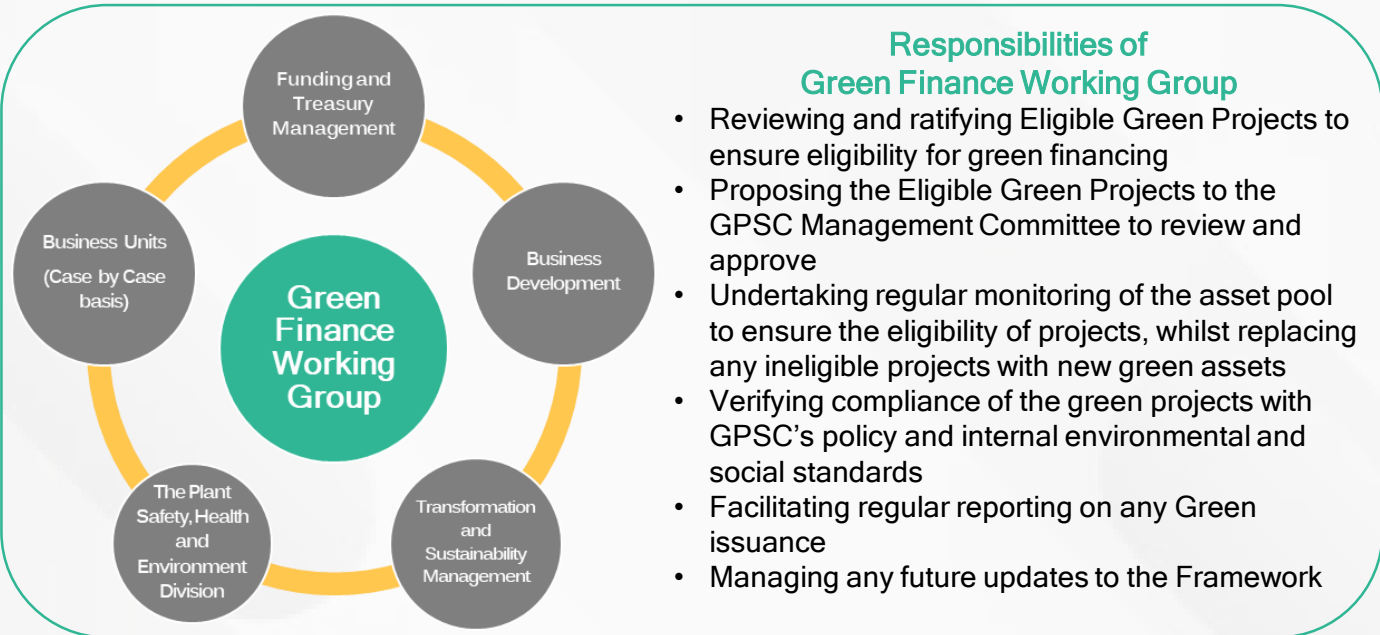 Funding and
Treasury
Management
Business Units
(Case by Case
basis)
Business
Development
Green
Finance
Working
Group
The Plant
Safety, Health
and
Environment
Division
Transformation
and
Sustainability
Management
Responsibilities of
Green Finance Working Group
• Reviewing and ratifying Eligible Green Projects to
ensure eligibility for green financing
• Proposing the Eligible Green Projects to the
GPSC Management Committee to review and
approve
• Undertaking regular monitoring of the asset pool
to ensure the eligibility of projects, whilst replacing
any ineligible projects with new green assets
• Verifying compliance of the green projects with
GPSC’s policy and internal environmental and
social standards
• Facilitating regular reporting on any Green
issuance
• Managing any future updates to the Framework